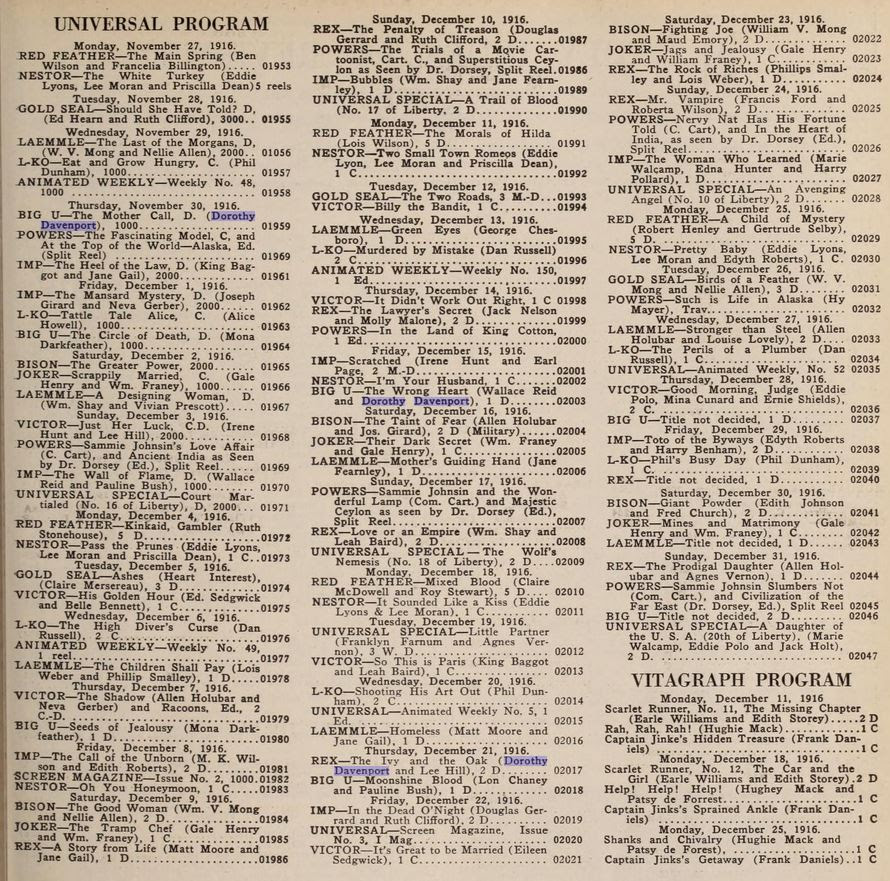 UNIVERSAL PROGRAM
Monday, November 27, 1916.
RED FEATHER—The Main Spring (Ben
Wilson and Francelia Billington)..... 01953
NESTOR—The White Turkey (Eddie
Lyons, Lee Moran and Priscilla Dean)5 reels
Tuesday, November 28, 1916.
GOLD SEAL—Should She Have Told? D,
(Ed Hearn and Ruth Clifford), 3000.. 01955
Wednesday, November 29, 1916.
LAEMMLE—The Last of the Morgans, D,
(W. V. Mong and Nellie Allen), 2000.. 01056
L-KO—Eat and Grow Hungry, C. (Phil
Dunham), 1000...................... 01957
ANIMATED WEEKLY—Weekly No. 48,
1000 ............................... 01958
Thursday, November 30, 1916.
BIG U—The Mother Call, D. (Dorothy
Davenport), 1000.................... 01959
POWERS—The Fascinating Model, C, and
At the Top of the World—Alaska, Ed.
(Split Reel) ........................ 01969
IMP—The Heel of the Law, D. (King Bag-
got and Jane Gail), 2000............ 01961
Friday, December 1, 1916.
IMP—The Mansard Mystery, D. (Joseph
Girard and Neva Gerber), 2000....... 01962
L-KO—Tattle Tale Alice, C. (Alice
Howell), 1000....................... 01963
BIG U—The Circle of Death, D. (Mona
Darkfeather), 1000.................. 01964
Saturday, December 2, 1916.
BISON—The Greater Power, 2000........ 01965
JOKER—Scrappily Married, C. (Gale
Henry and Wm. Franey), 1000........ 01966
LAEMMLE—A Designing Woman, D.
(Wm. Shay and Vivian Prescott)..... 01967
Sunday, December 3, 1916.
VICTOR—Just Her Luck, C.D. (Irene
Hunt and Lee Hill), 2000............ 01968
POWERS—Sammie Johnsin's Love Affair
(C. Cart), and Ancient India as Seen
by Dr. Dorsey (Ed.), Split Reel...... 01969
IMP—The Wall of Flame, D. (Wallace
Reid and Pauline Bush), 1000........ 01970
UNIVERSAL SPECIAL—Court Mar-
tialed (No. 16 of Liberty), D, 2000.... 01971
Monday, December 4, 1916.
RED FEATHER—Kinkaid, Gambler (Ruth
Stonehouse), 5 D.....................01972
NESTOR—Pass the Prunes (Eddie Lyons,
Lee Moran and Priscilla Dean), 1 C..01973
Tuesday, December 5, 1916.
GOLD SEAL—Ashes (Heart Interest),
(Claire Mersereau), 3 D..............01974
VICTOR—His Golden Hour (Ed. Sedgwick
and Belle Bennett), 1 C..............01975
Wednesday, December 6, 1916.
L-KO—The High Diver's Curse (Dan
Russell), 2 C........................01976
ANIMATED WEEKLY—Weekly No. 49,
1 reel...............................01977
LAEMMLE—The Children Shall Pay (Lois
Weber and Phillip Smalley), 1 D.....01978
Thursday, December 7, 1916.
VICTOR—The Shadow (Allen Holubar and
Neva Gerber) and Racoons, Ed., 2
C.-D.................................01979
BIG U—Seeds of Jealousy (Mona Dark-
feather), 1 D........................01980
Friday, December 8, 1916.
IMP—The Call of the Unborn (M. K. Wil-
son and Edith Roberts), 2 D..........01981
SCREEN MAGAZINE—Issue No. 2, 1000.01982
NESTOR—Oh You Honeymoon, 1 C......01983
Saturday, December 9, 1916.
BISON—The Good Woman (Wm. V. Mong
and Nellie Allen), 2 D...............01984
JOKER—The Tramp Chef (Gale Henry
and Wm. Franey), 1 C................01985
REX—A Story from Life (Matt Moore and
Jane Gail), 1 D......................01986
Sunday, December 10, 1916.
REX—The Penalty of Treason (Douglas
Gerrard and Ruth Clifford, 2 D.......01987
POWERS—The Trials of a Movie Car-
toonist, Cart. C., and Superstitious Cey-
lon as Seen by Dr. Dorsey, Split Reel.01986
IMP—Bubbles (Wm. Shay and Jane Fearn-
ley), 1 D............................01989
UNIVERSAL SPECIAL—A Trail of Blood
(No. 17 of Liberty, 2 D..............01990
Monday, December 11, 1916.
RED FEATHER—The Morals of Hilda
(Lois Wilson), 5 D...................01991
NESTOR—Two Small Town Romeos (Eddie
Lyon, Lee Moran and Priscilla Dean),
1 C..................................01992
Tuesday, December 12, 1916.
GOLD SEAL—The Two Roads, 3 M.-D...01993
VICTOR—Billy the Bandit, 1 C..........01994
Wednesday, December 13, 1916.
LAEMMLE—Green Eyes (George Ches-
boro), 1 D...........................01995
L-KO—Murdered by Mistake (Dan Russell)
2 C..................................01996
ANIMATED WEEKLY—Weekly No. 150,
1 Ed.................................01997
Thursday, December 14, 1916.
VICTOR—It Didn't Work Out Right, 1 C 01998
REX—The Lawyer's Secret (Jack Nelson
and Molly Malone), 2 D..............01999
POWERS—In the Land of King Cotton,
1 Ed.................................02000
Friday, December 15, 1916.
IMP—Scratched (Irene Hunt and Earl
Page, 2 M.-D.........................02001
NESTOR—I'm Your Husband, 1 C.......02002
BIG U—The Wrong Heart (Wallace Reid
and Dorothy Davenport), 1 D.........02003
Saturday, December 16, 1916.
BISON—The Taint of Fear (Allen Holubar
and Jos. Girard), 2 D (Military)......02004
JOKER—Their Dark Secret (Wm. Franey
and Gale Henry), 1 C................02005
LAEMMLE—Mother's Guiding Hand (Jane
Fearnley), 1 D.......................02006
Sunday, December 17, 1916.
POWERS—Sammie Johnsin and the Won-
derful Lamp (Com. Cart.) and Majestic
Ceylon as seen by Dr. Dorsey (Ed.),
Split Reel...........................02007
REX—Love or an Empire (Wm. Shay and
Leah Baird), 2 D.....................02008
UNIVERSAL SPECIAL—The Wolf's
Nemesis (No. 18 of Liberty), 2 D.....02009
Monday, December 18, 1916.
RED FEATHER—Mixed Blood (Claire
McDowell and Roy Stewart), 5 D..... 02010
NESTOR—It Sounded Like a Kiss (Eddie
Lyons & Lee Moran), 1 C............ 02011
Tuesday, December 19, 1916.
UNIVERSAL SPECIAL—Little Partner
(Franklyn Farnum and Agnes Ver-
non), 3 W. D........................ 02012
VICTOR—So This is Paris (King Baggot
and Leah Baird), 1 C................ 02013
Wednesday, December 20, 1916.
L-KO—Shooting His Art Out (Phil Dun-
ham), 2 C........................... 02014
UNIVERSAL—Animated Weekly No. 5, 1
Ed.................................. 02015
LAEMMLE—Homeless (Matt Moore and
Jane Gail), 1 D..................... 02016
Thursday, December 21, 1916.
REX—The Ivy and the Oak (Dorothy
Davenport and Lee Hill), 2 D........ 02017
BIG U—Moonshine Blood (Lon Chaney
and Pauline Bush), 1 D.............. 02018
Friday, December 22, 1916.
IMP—In the Dead O'Night (Douglas Ger-
rard and Ruth Clifford), 2 D......... 02019
UNIVERSAL—Screen Magazine, Issue
No. 3, I Mag........................ 02020
VICTOR—It's Great to be Married (Eileen
Sedgwick), 1 C...................... 02021
Saturday, December 23, 1916.
BISON—Fighting Joe (William V. Mong
and Maud Emory), 2 D............... 02022
JOKER—Jags and Jealousy (Gale Henry
and William Franey), 1 C............ 02023
REX—The Rock of Riches (Phillips Smal-
ley and Lois Weber), 1 D............ 02024
Sunday, December 24, 1916.
REX—Mr. Vampire (Francis Ford and
Roberta Wilson), 2 D................ 02025
POWERS—Nervy Nat Has His Fortune
Told (C. Cart), and In the Heart of
India, as seen by Dr. Dorsey (Ed.),
Split Reel........................... 02026
IMP—The Woman Who Learned (Marie
Walcamp, Edna Hunter and Harry
Pollard), 1 D........................ 02027
UNIVERSAL SPECIAL—An Avenging
Angel (No. 10 of Liberty), 2 D....... 02028
Monday, December 25, 1916.
RED FEATHER—A Child of Mystery
(Robert Henley and Gertrude Selby),
5 D.................................. 02029
NESTOR—Pretty Baby (Eddie Lyons,
Lee Moran and Edyth Roberts), 1 C. 02030
Tuesday, December 26, 1916.
GOLD SEAL—Birds of a Feather (W. V.
Mong and Nellie Allen), 3 D......... 02031
POWERS—Such is Life in Alaska (Hy
Mayer), Trav........................ 02032
Wednesday, December 27, 1916.
LAEMMLE—Stronger than Steel (Allen
Holubar and Louise Lovely), 2 D.... 02033
L-KO—The Perils of a Plumber (Dan
Russell), 1 C........................ 02034
UNIVERSAL—Animated Weekly, No. 52 02035
Thursday, December 28, 1916.
VICTOR—Good Morning, Judge (Eddie
Polo, Mina Cunard and Ernie Shields),
2 C.................................. 02036
BIG U—Title not decided, 1 D.......... 02037
Friday, December 29, 1916.
IMP—Toto of the Byways (Edyth Roberts
and Harry Benham), 2 D............. 02038
L-KO—Phil's Busy Day (Phil Dunham),
1 C.................................. 02039
REX—Title not decided, 1 D............ 02040
Saturday, December 30, 1916.
BISON—Giant Powder (Edith Johnson
and Fred Church), 2 D............... 02041
JOKER—Mines and Matrimony (Gale
Henry and Wm. Franey), 1 C........ 02042
LAEMMLE—Title not decided, 1 D...... 02043
Sunday, December 31, 1916.
REX—The Prodigal Daughter (Allen Hol-
ubar and Agnes Vernon), 1 D........ 02044
POWERS—Sammie Johnsin Slumbers Not
(Com. Cart.), and Civilization of the
Far East (Dr. Dorsey, Ed.), Split Reel 02045
BIG U—Title not decided, 2 D.......... 02046
UNIVERSAL SPECIAL—A Daughter of
the U. S. A. (20th of Liberty). (Marie
Walcamp, Eddie Polo and Jack Holt),
2 D. ................................ 02047
VITAGRAPH PROGRAM
Monday, December 11, 1916
Scarlet Runner, No. 11, The Missing Chapter
(Earle Williams and Edith Storey).....2 D
Rah, Rah, Rah! (Hughie Mack)...........1 C
Captain Jinke's Hidden Treasure (Frank Dan-
iels) ...................................1 C
Monday, December 18, 1916.
Scarlet Runner, No. 12, The Car and the
Girl (Earle Williams and Edith Storey).2 D
Help! Help! Help! (Hughey Mack and
Patsy de Forrest.......................1 C
Captain Jinks's Sprained Ankle (Frank Dan-
iels) ...................................1 C
Monday, December 25, 1916.
Shanks and Chivalry (Hughie Mack and
Patsy de Forest), .....................1 C
Captain Jinks's Getaway (Frank Daniels)..1 C